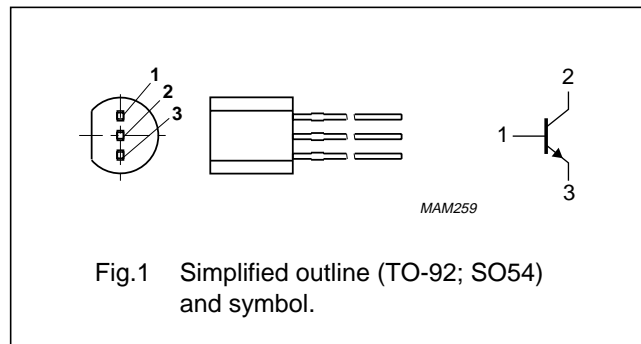 1
2
3
2
1
3
MAM259
Fig.1 Simplified outline (TO-92; SO54)
and symbol.